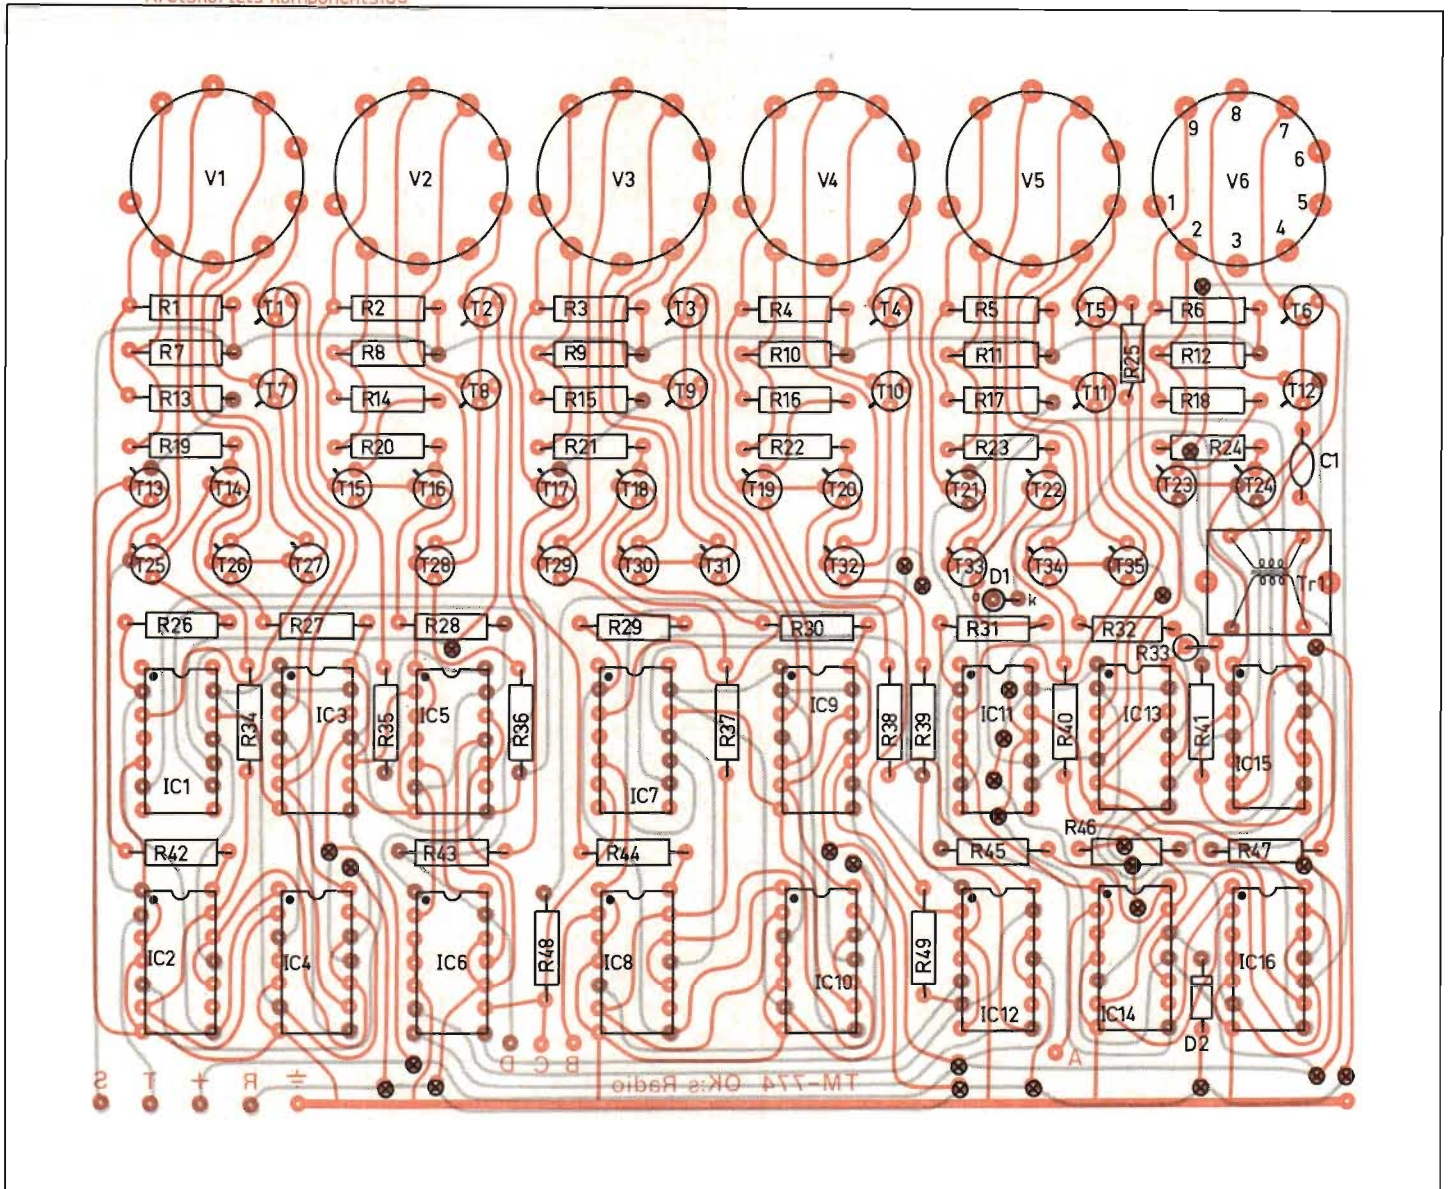 V1 V2 V3 V4 V5 V6
9 8 7 6 5 4 3 2 1
R1 T1 R2 T2 R3 T3 R4 T4 R5 T5 R6 T6
R7 R8 R9 R10 R11 R25 R12
R13 T7 R14 T8 R15 T9 R16 T10 R17 T11 R18 T12
R19 R20 R21 R22 R23 R24 C1
T13 T14 T15 T16 T17 T18 T19 T20 T21 T22 T23 T24
T25 T26 T27 T28 T29 T30 T31 T32 T33 T34 T35 Tr1
D1 k
R26 R27 R28 R29 R30 R31 R32 R33
IC1 R34 IC3 R35 IC5 R36 IC7 R37 IC9 R38 R39 IC11 R40 IC13 R41 IC15
R42 R43 R44 R45 R46 R47
IC2 IC4 IC6 R48 IC8 IC10 R49 IC12 IC14 D2 IC16
D C B A
TM-774 OK:s Radio
S T + R